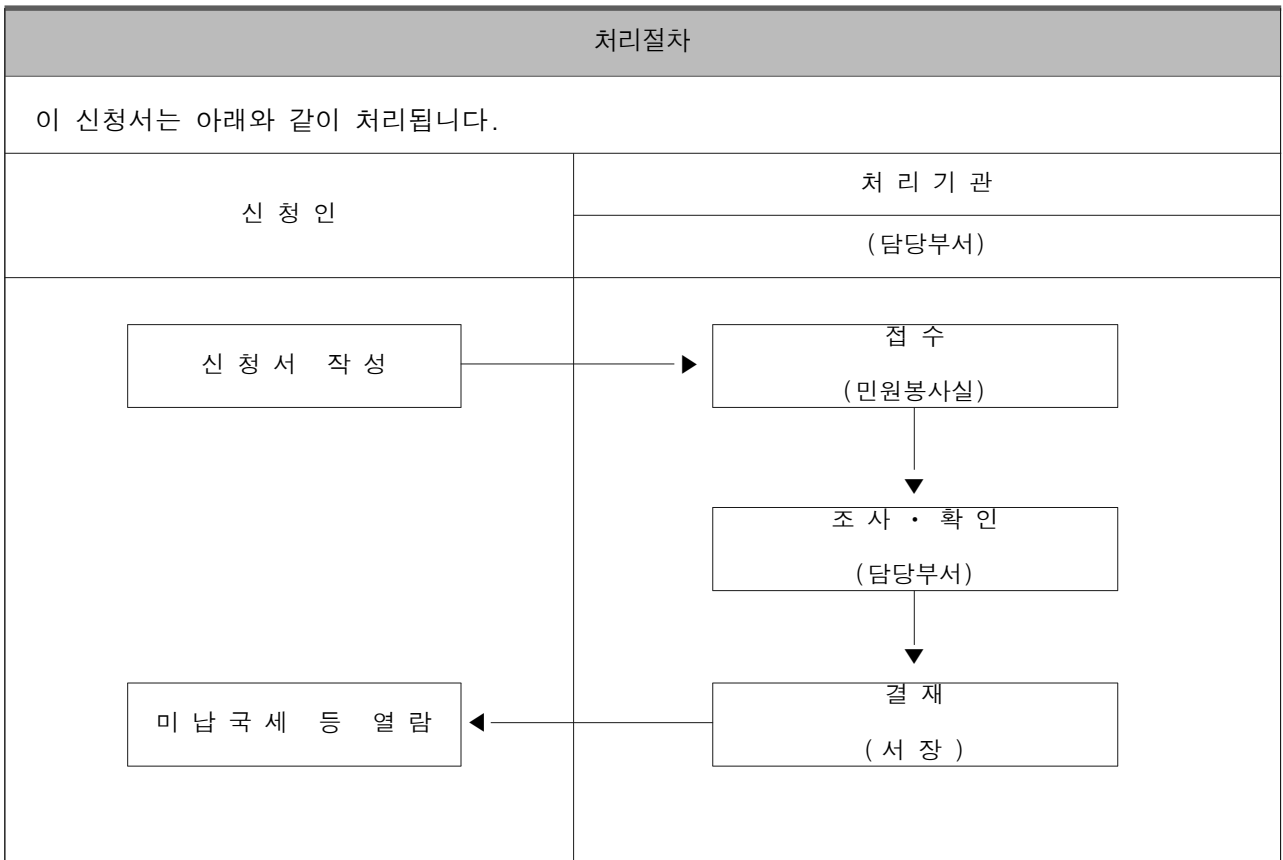 처리절차
이 신청서는 아래와 같이 처리됩니다.
신 청 인
처 리 기 관
(담당부서)
신 청 서 작 성
접 수
(민원봉사실)
조 사 · 확 인
(담당부서)
미 납 국 세 등 열 람
결 재
( 서 장 )